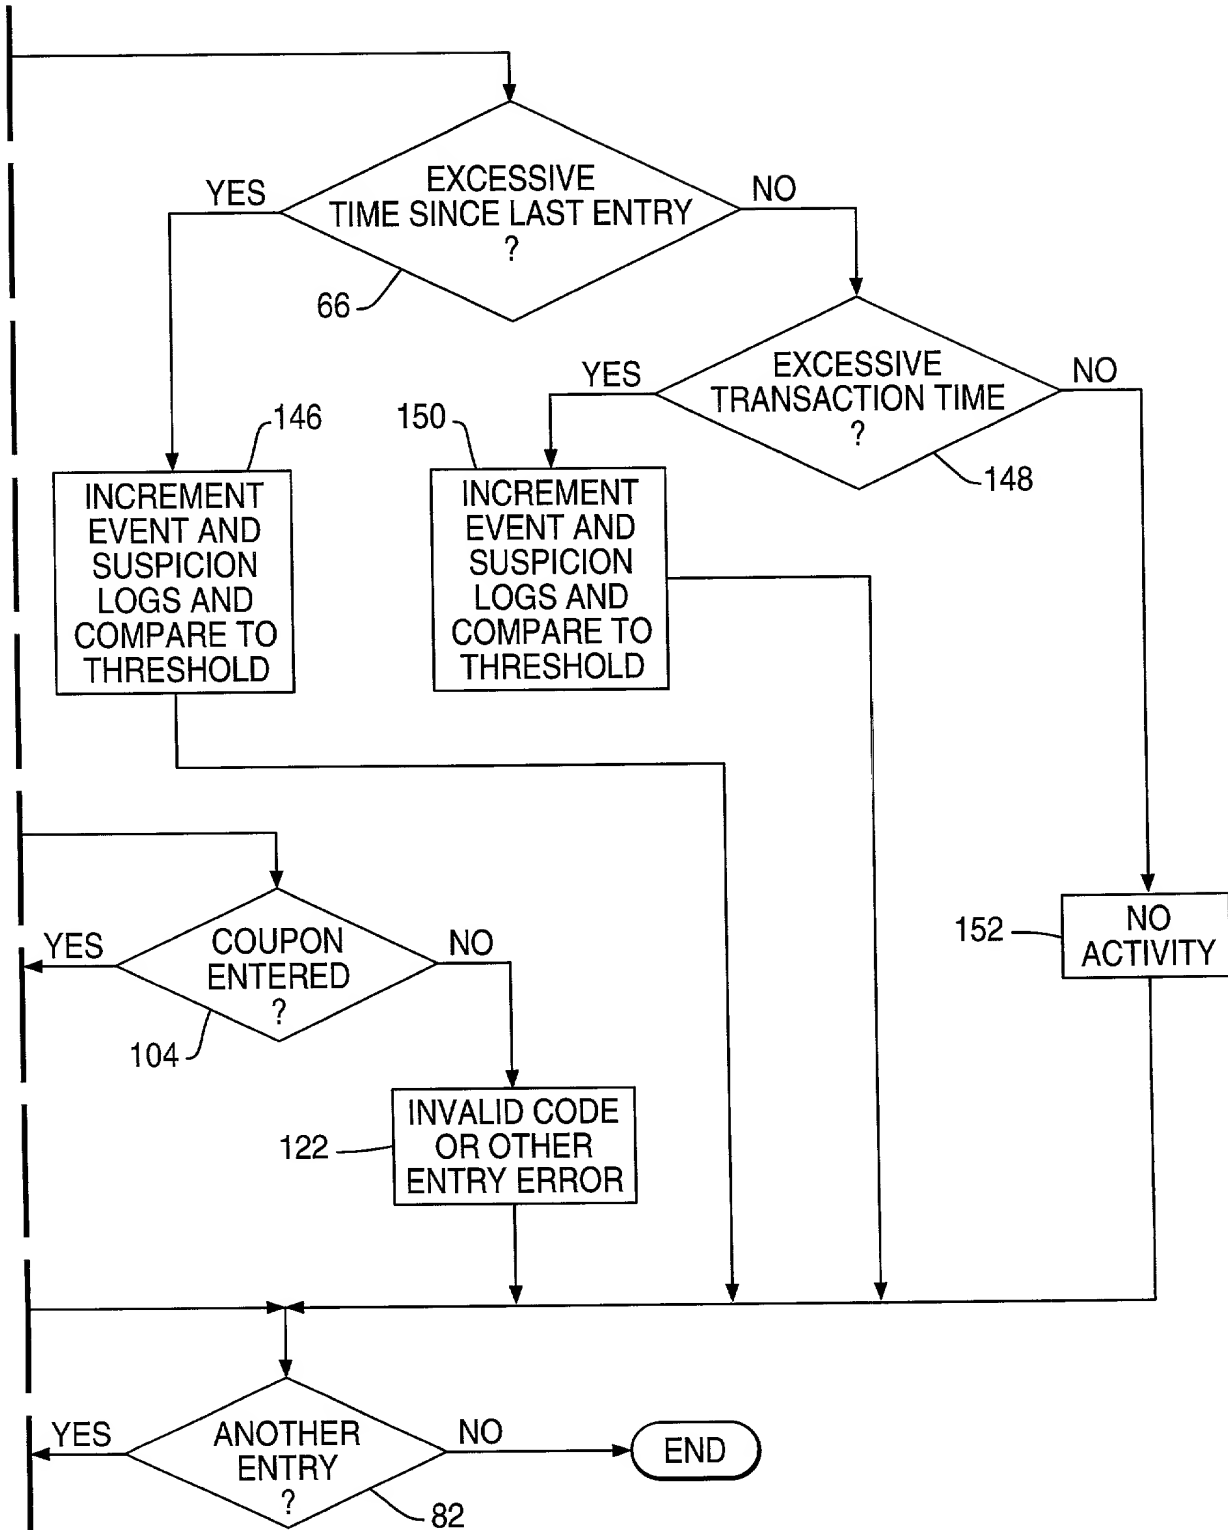 EXCESSIVE
TIME SINCE LAST ENTRY
?
YES
NO
66
EXCESSIVE
TRANSACTION TIME
?
YES
NO
148
146
INCREMENT
EVENT AND
SUSPICION
LOGS AND
COMPARE TO
THRESHOLD
150
INCREMENT
EVENT AND
SUSPICION
LOGS AND
COMPARE TO
THRESHOLD
COUPON
ENTERED
?
YES
NO
104
152
NO
ACTIVITY
122
INVALID CODE
OR OTHER
ENTRY ERROR
ANOTHER
ENTRY
?
YES
NO
82
END